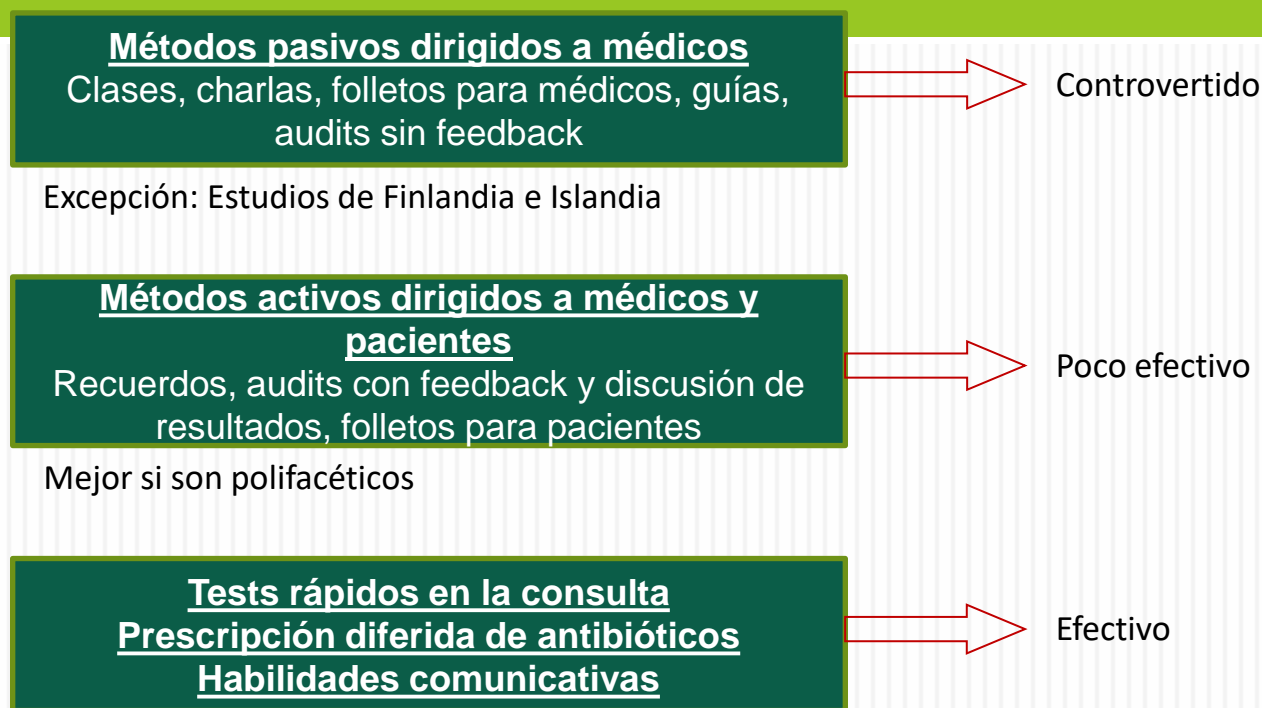 Métodos pasivos dirigidos a médicos
Clases, charlas, folletos para médicos, guías,
audits sin feedback
Controvertido
Excepción: Estudios de Finlandia e Islandia
Métodos activos dirigidos a médicos y
pacientes
Recuerdos, audits con feedback y discusión de
resultados, folletos para pacientes
Poco efectivo
Mejor si son polifacéticos
Tests rápidos en la consulta
Prescripción diferida de antibióticos
Habilidades comunicativas
Efectivo